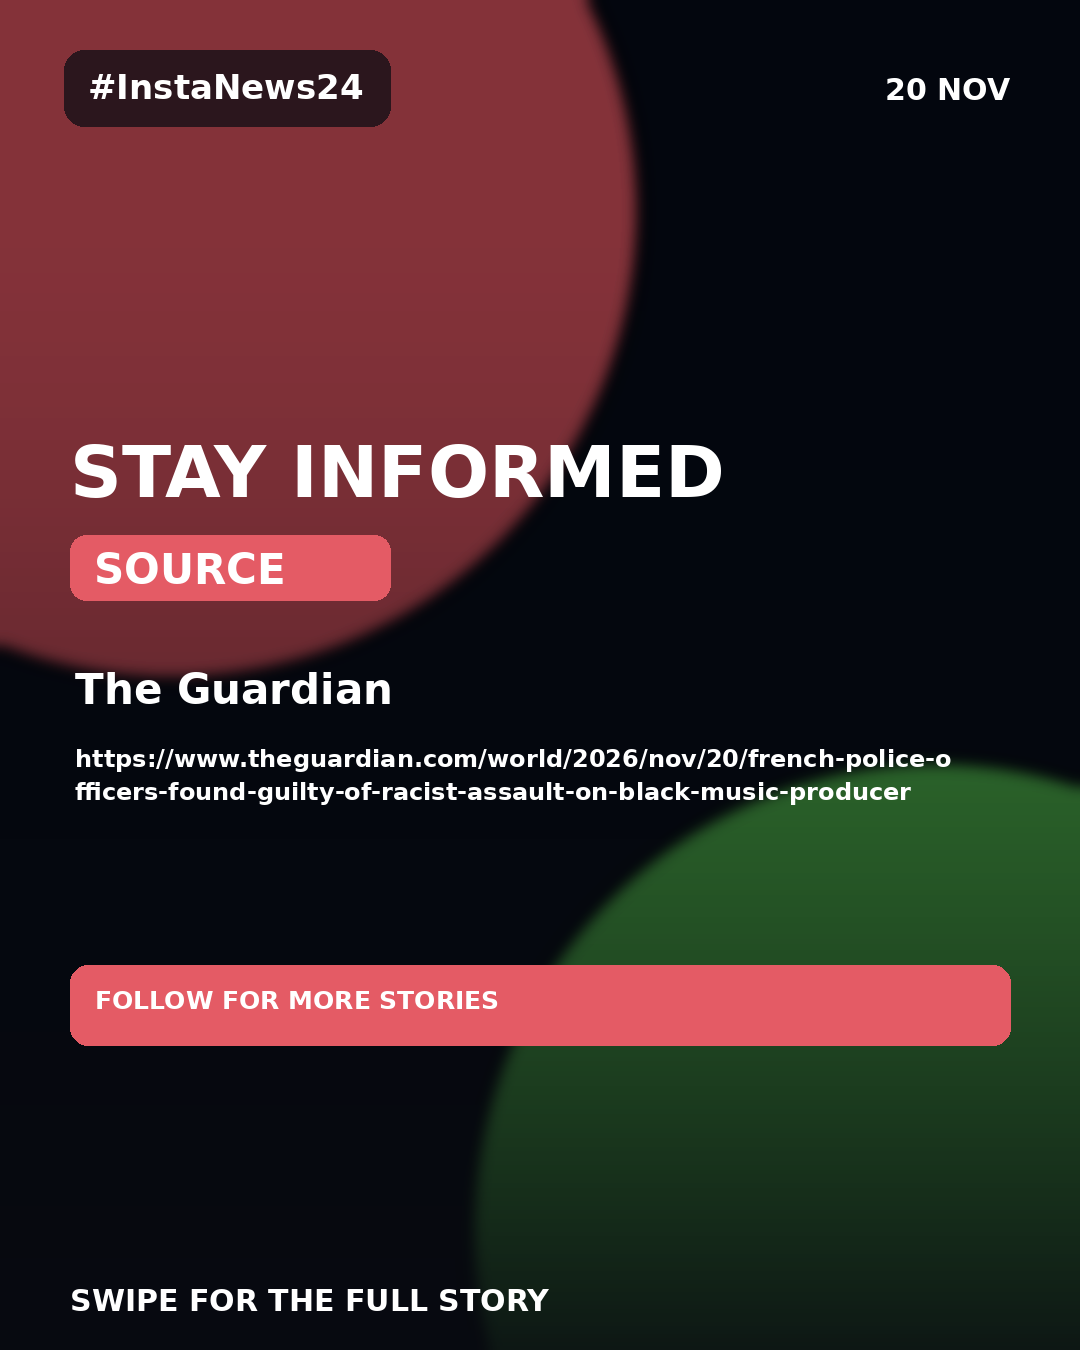 #InstaNews24
20 NOV
STAY INFORMED
SOURCE
The Guardian
https://www.theguardian.com/world/2026/nov/20/french-police-o
fficers-found-guilty-of-racist-assault-on-black-music-producer
FOLLOW FOR MORE STORIES
SWIPE FOR THE FULL STORY